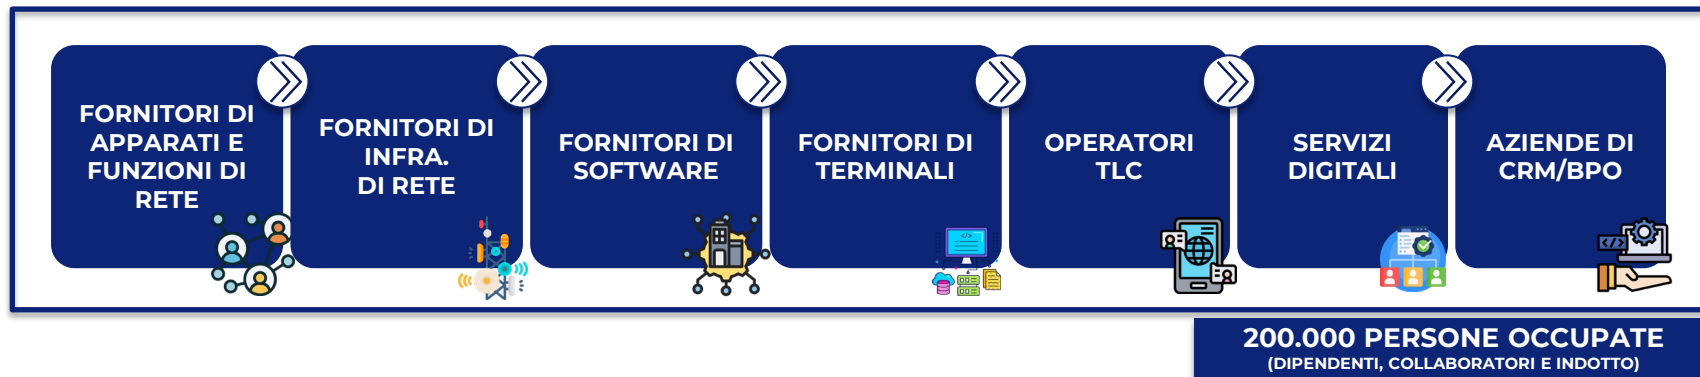 FORNITORI DI
APPARATI E
FUNZIONI DI
RETE
FORNITORI DI
INFRA.
DI RETE
FORNITORI DI
SOFTWARE
FORNITORI DI
TERMINALI
OPERATORI
TLC
SERVIZI
DIGITALI
AZIENDE DI
CRM/BPO
200.000 PERSONE OCCUPATE
(DIPENDENTI, COLLABORATORI E INDOTTO)